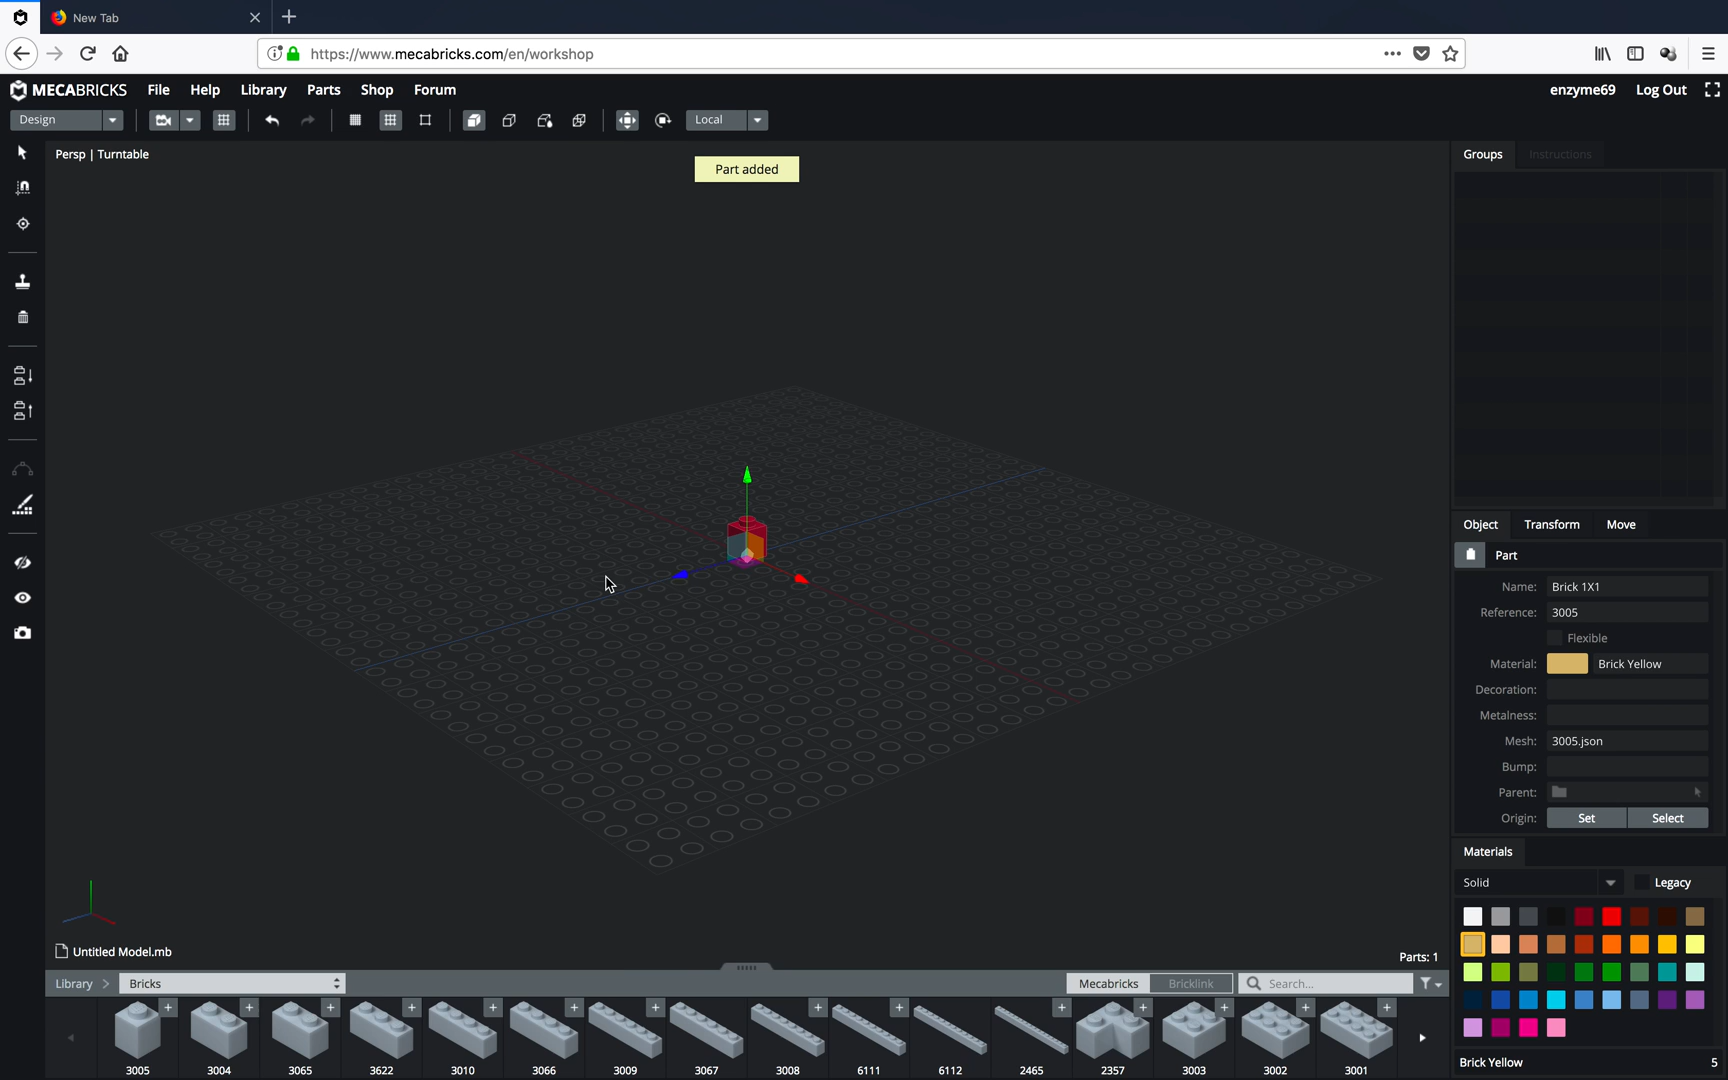 New Tab
https://www.mecabricks.com/en/workshop
MECABRICKS File Help Library Parts Shop Forum enzyme69 Log Out
Design Local
Persp | Turntable
Part added
Groups Instructions
Object Transform Move
Part
Name: Brick 1X1
Reference: 3005
Flexible
Material: Brick Yellow
Decoration:
Metalness:
Mesh: 3005.json
Bump:
Parent:
Origin: Set Select
Materials
Solid Legacy
Untitled Model.mb Parts: 1
Library Bricks Mecabricks Bricklink Search...
3005 3004 3065 3622 3010 3066 3009 3067 3008 6111 6112 2465 2357 3003 3002 3001
Brick Yellow 5